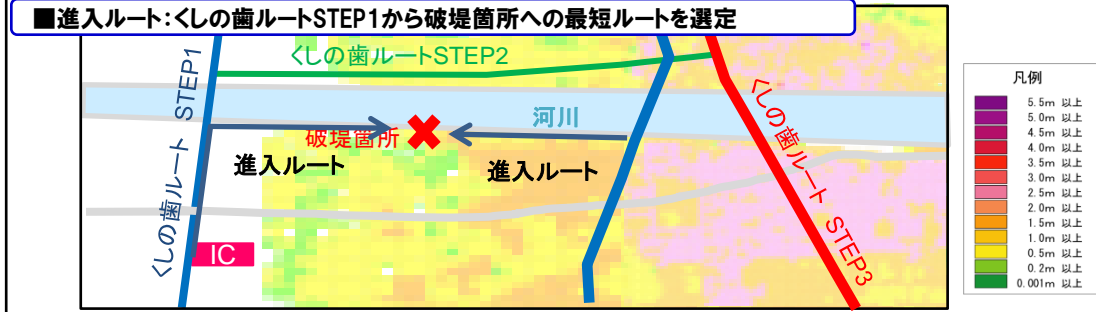 ■進入ルート:くしの歯ルートSTEP1から破堤箇所への最短ルートを選定
くしの歯ルート STEP1
くしの歯ルートSTEP2
河川
破堤箇所
進入ルート
進入ルート
くしの歯ルート STEP3
IC
凡例
5.5m 以上
5.0m 以上
4.5m 以上
4.0m 以上
3.5m 以上
3.0m 以上
2.5m 以上
2.0m 以上
1.5m 以上
1.0m 以上
0.5m 以上
0.2m 以上
0.001m 以上